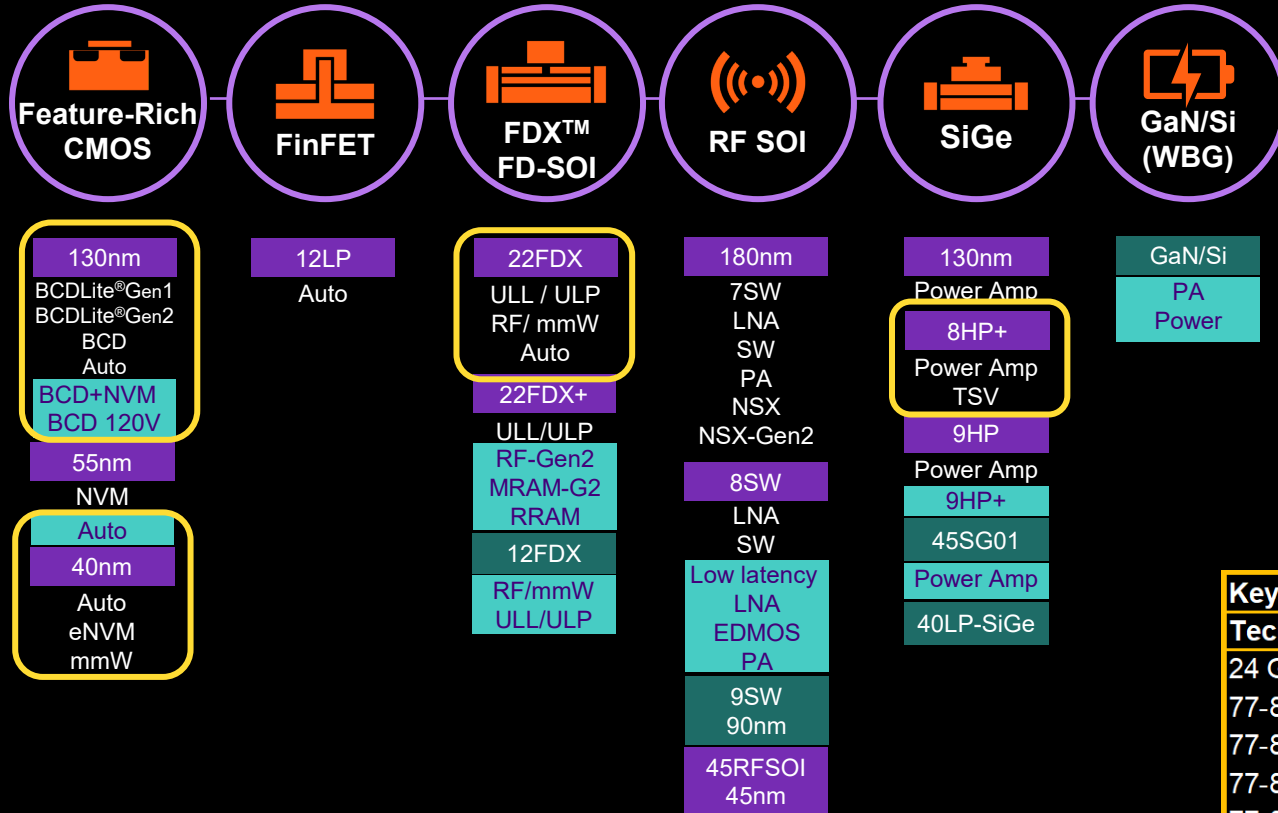 Feature-Rich
CMOS
FinFET
FDX™
FD-SOI
RF SOI
SiGe
GaN/Si
(WBG)
130nm
BCDLite®Gen1
BCDLite®Gen2
BCD
Auto
BCD+NVM
BCD 120V
55nm
NVM
Auto
40nm
Auto
eNVM
mmW
12LP
Auto
22FDX
ULL / ULP
RF/ mmW
Auto
22FDX+
ULL/ULP
RF-Gen2
MRAM-G2
RRAM
12FDX
RF/mmW
ULL/ULP
180nm
7SW
LNA
SW
PA
NSX
NSX-Gen2
8SW
LNA
SW
Low latency
LNA
EDMOS
PA
9SW
90nm
45RFSOI
45nm
130nm
Power Amp
8HP+
Power Amp
TSV
9HP
Power Amp
9HP+
45SG01
Power Amp
40LP-SiGe
GaN/Si
PA
Power
Key
Tec
24
77-8
77-8
77-8